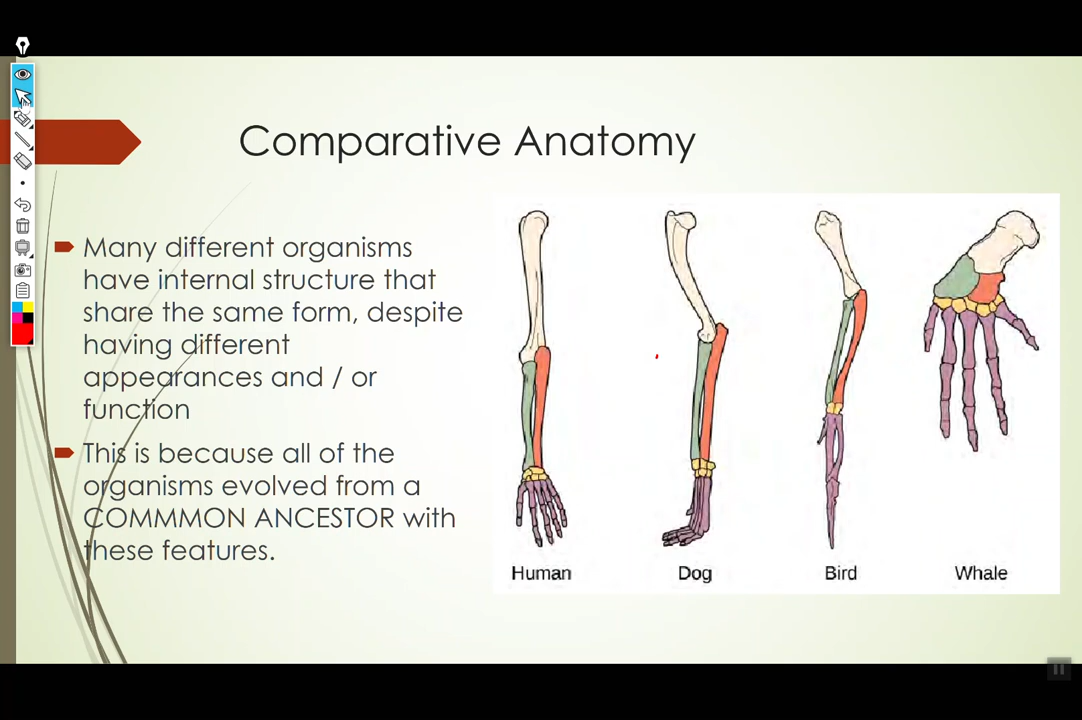 Comparative Anatomy
Many different organisms
have internal structure that
share the same form, despite
having different
appearances and / or
function
This is because all of the
organisms evolved from a
COMMMON ANCESTOR with
these features.
Human
Dog
Bird
Whale